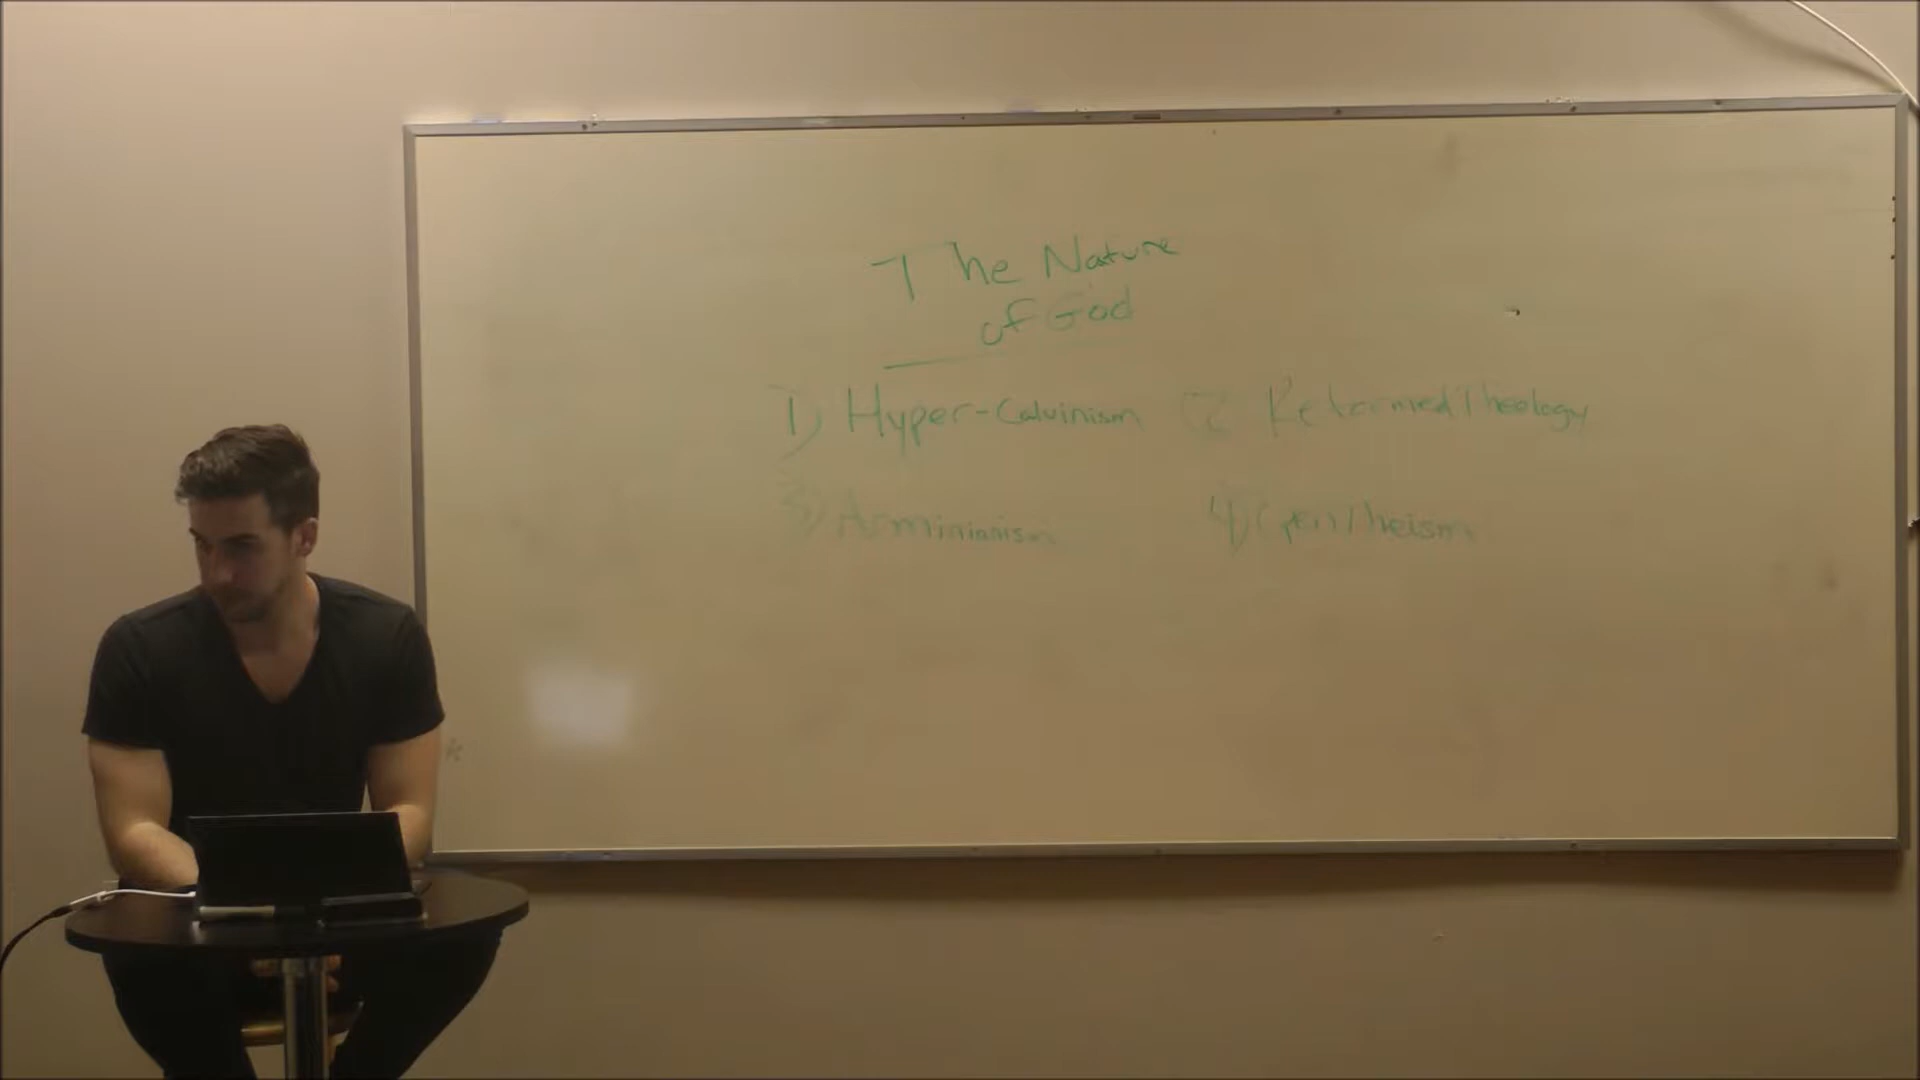 The Nature
of God
1) Hyper-Calvinism 2 Reformed Theology
3) Arminianism 4) Open Theism